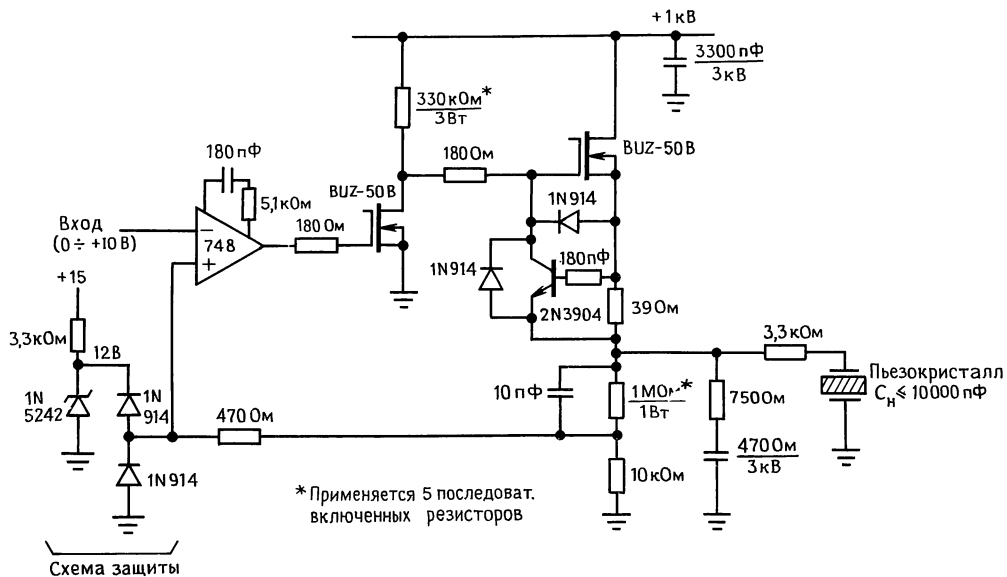 +1кВ
3300пФ
3кВ
330кОм*
3Вт
180пФ
5,1кОм
BUZ-50В
180Ом
BUZ-50В
1N914
Вход
(0÷+10В)
748
180Ом
+15
3,3кОм
12В
1N914
180пФ
2N3904
39Ом
3,3кОм
Пьезокристалл
Сн≤10000пФ
1N
5242
1N
914
10пФ
1МОм*
1Вт
750Ом
470Ом
470Ом
3кВ
1N914
10кОм
*Применяется 5 последоват.
включенных резисторов
Схема защиты